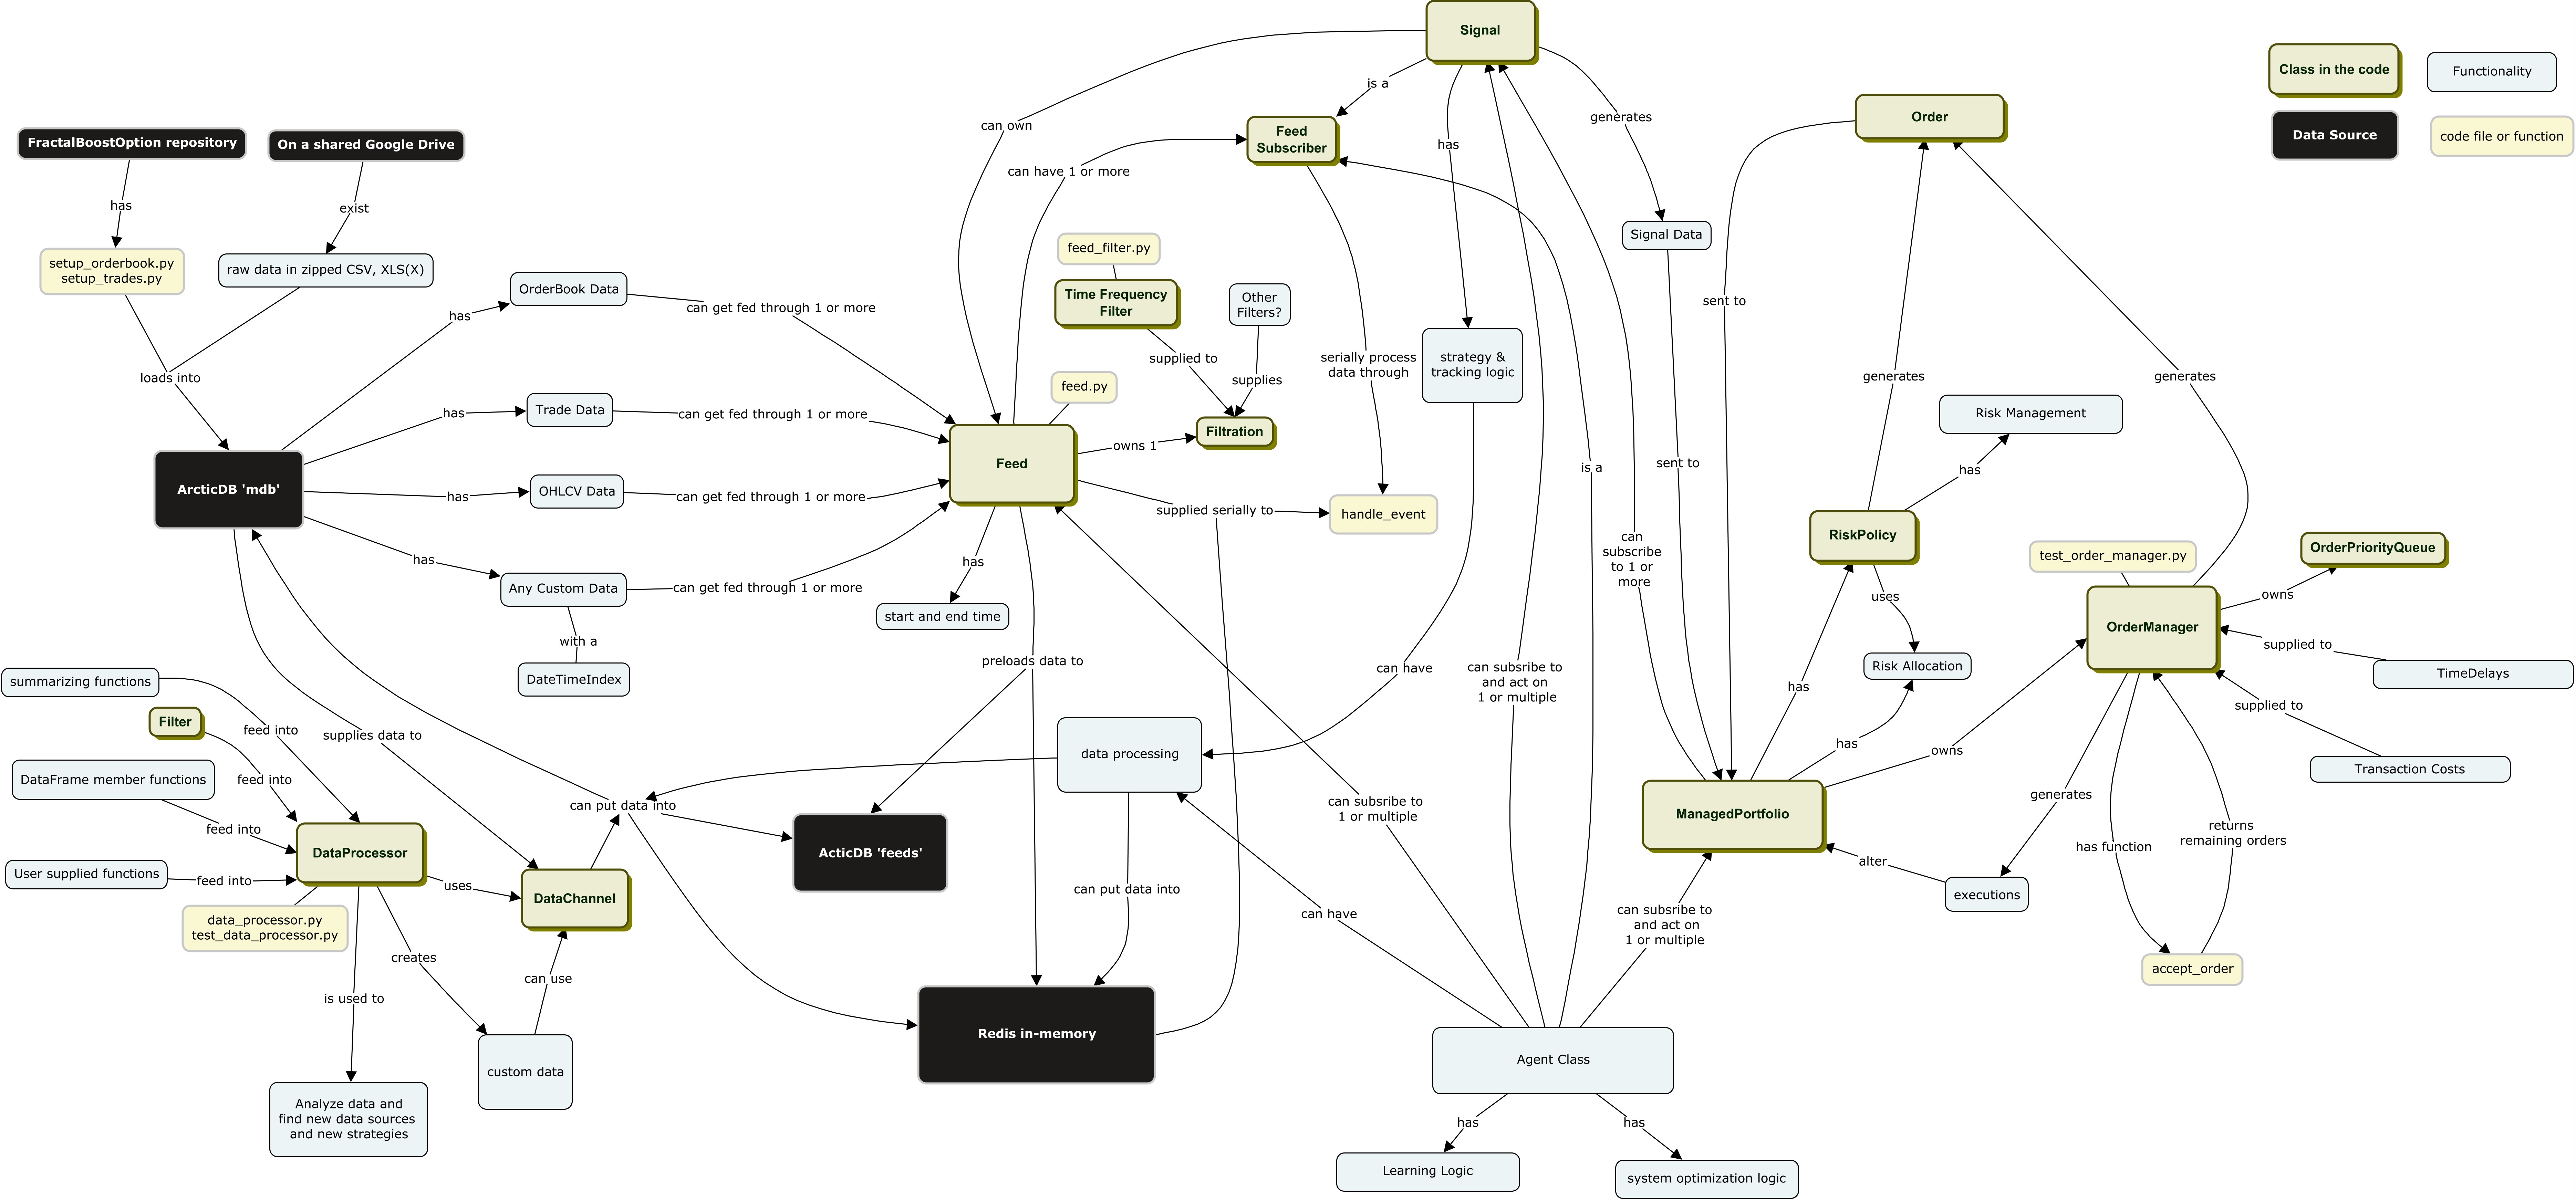 Signal
Class in the code
Functionality
Data Source
code file or function
is a
can own
generates
Order
Feed
Subscriber
has
FractalBoostOption repository
On a shared Google Drive
can have 1 or more
has
exist
setup_orderbook.py
setup_trades.py
raw data in zipped CSV, XLS(X)
Signal Data
feed_filter.py
Time Frequency
Filter
Other
Filters?
OrderBook Data
can get fed through 1 or more
has
sent to
supplied to
serially process
data through
strategy &
tracking logic
loads into
supplies
feed.py
generates
generates
has
Trade Data
can get fed through 1 or more
Risk Management
Filtration
owns 1
Feed
ArcticDB 'mdb'
has
OHLCV Data
can get fed through 1 or more
is a
sent to
has
supplied serially to
handle_event
RiskPolicy
can
subscribe
to 1 or
more
test_order_manager.py
OrderPriorityQueue
has
has
Any Custom Data
can get fed through 1 or more
uses
owns
start and end time
OrderManager
with a
supplied to
preloads data to
can have
can subsribe to
and act on
1 or multiple
Risk Allocation
TimeDelays
DateTimeIndex
summarizing functions
has
supplied to
Filter
feed into
supplies data to
has
owns
data processing
Transaction Costs
DataFrame member functions
feed into
can put data into
can subsribe to
1 or multiple
generates
ManagedPortfolio
feed into
returns
remaining orders
has function
DataProcessor
ActicDB 'feeds'
alter
User supplied functions
feed into
uses
can put data into
executions
DataChannel
data_processor.py
test_data_processor.py
can have
can subsribe to
and act on
1 or multiple
creates
accept_order
can use
is used to
Redis in-memory
Agent Class
custom data
Analyze data and
find new data sources
and new strategies
has
has
Learning Logic
system optimization logic